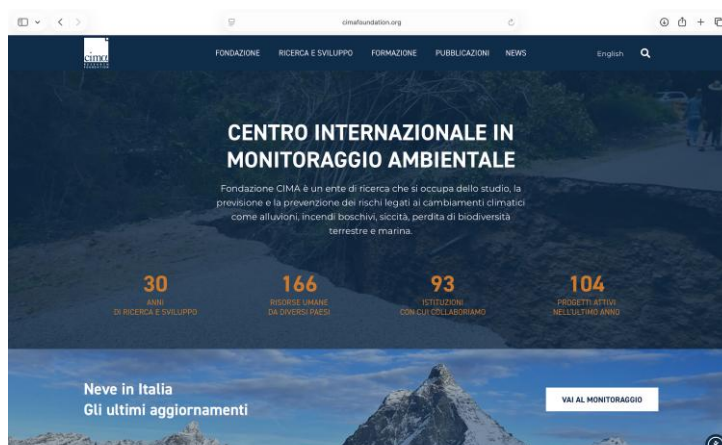 cimafoundation.org
cima
FONDAZIONE RICERCA E SVILUPPO FORMAZIONE PUBBLICAZIONI NEWS English
CENTRO INTERNAZIONALE IN
MONITORAGGIO AMBIENTALE
Fondazione CIMA è un ente di ricerca che si occupa dello studio, la
previsione e la prevenzione dei rischi legati ai cambiamenti climatici
come alluvioni, incendi boschivi, siccità, perdita di biodiversità
terrestre e marina.
30 166 93 104
ANNI RISORSE UMANE ISTITUZIONI PROGETTI ATTIVI
DI RICERCA E SVILUPPO DA DIVERSI PAESI CON CUI COLLABORIAMO NELL'ULTIMO ANNO
Neve in Italia
Gli ultimi aggiornamenti
VAI AL MONITORAGGIO